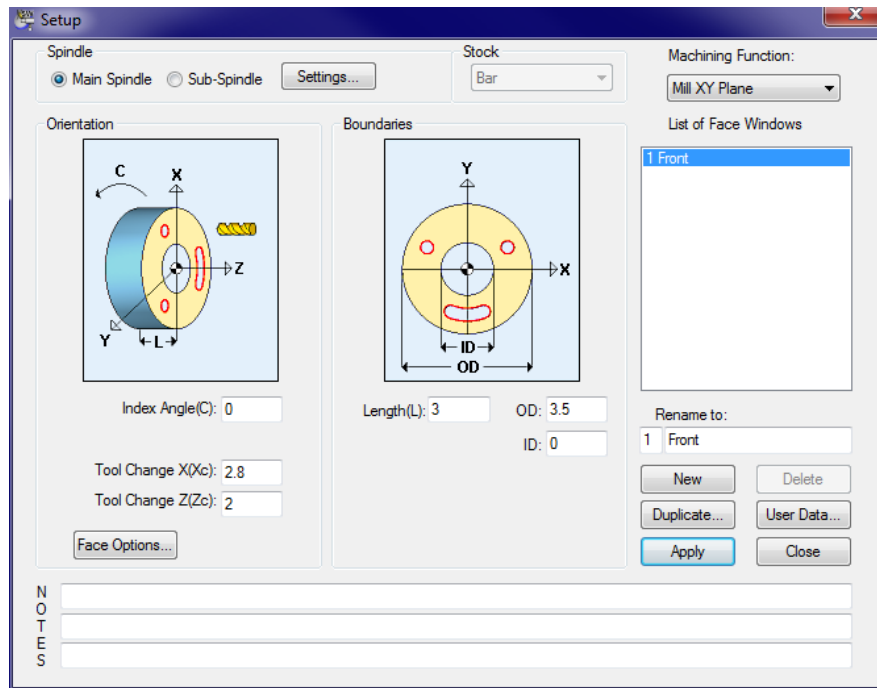 Setup
Spindle
Main Spindle
Sub-Spindle
Settings...
Stock
Bar
Machining Function:
Mill XY Plane
Orientation
C
X
Z
Y
L
Index Angle(C): 0
Tool Change X(Xc): 2.8
Tool Change Z(Zc): 2
Face Options...
Boundaries
Y
X
ID
OD
Length(L): 3
OD: 3.5
ID: 0
List of Face Windows
1 Front
Rename to:
1 Front
New
Delete
Duplicate...
User Data...
Apply
Close
NOTES